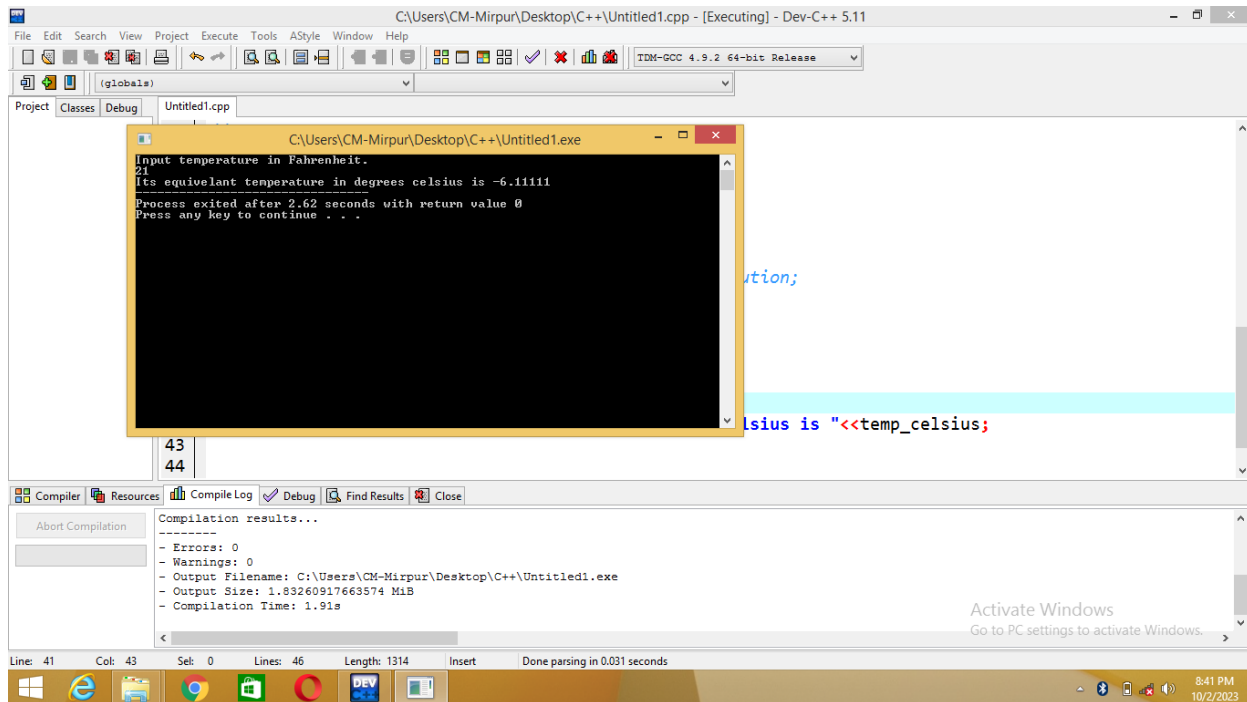 C:\Users\CM-Mirpur\Desktop\C++\Untitled1.cpp - [Executing] - Dev-C++ 5.11
File Edit Search View Project Execute Tools AStyle Window Help
TDM-GCC 4.9.2 64-bit Release
(globals)
Project Classes Debug Untitled1.cpp
C:\Users\CM-Mirpur\Desktop\C++\Untitled1.exe
Input temperature in Fahrenheit.
21
Its equivelant temperature in degrees celsius is -6.11111
--------------------------------
Process exited after 2.62 seconds with return value 0
Press any key to continue . . .
ution;
lsius is "<<temp_celsius;
43
44
Compiler Resources Compile Log Debug Find Results Close
Abort Compilation
Compilation results...
--------
- Errors: 0
- Warnings: 0
- Output Filename: C:\Users\CM-Mirpur\Desktop\C++\Untitled1.exe
- Output Size: 1.83260917663574 MiB
- Compilation Time: 1.91s
Activate Windows
Go to PC settings to activate Windows.
Line: 41 Col: 43 Sel: 0 Lines: 46 Length: 1314 Insert Done parsing in 0.031 seconds
DEV C++
8:41 PM
10/2/2023